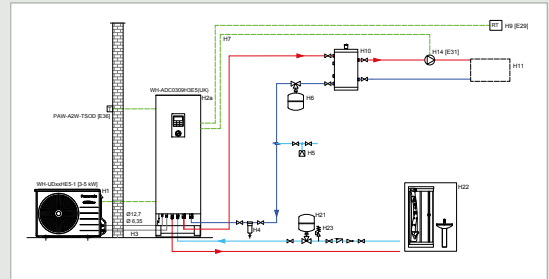 RT
H9 [E29]
H7
H10
H14 [E31]
H11
WH-ADC0309H3E5(UK)
H2a
H6
PAW-A2W-TSOD [E36]
H5
WH-UDxxHE5-1 [3-5 kW]
H1
H22
Ø12,7
Ø 6,35
H21
H23
H4
H3